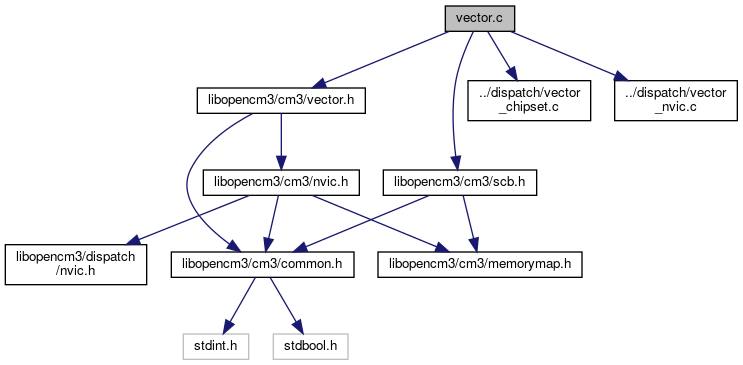 vector.c
libopencm3/cm3/vector.h
../dispatch/vector
_chipset.c
../dispatch/vector
_nvic.c
libopencm3/cm3/nvic.h
libopencm3/cm3/scb.h
libopencm3/dispatch
/nvic.h
libopencm3/cm3/common.h
libopencm3/cm3/memorymap.h
stdint.h
stdbool.h